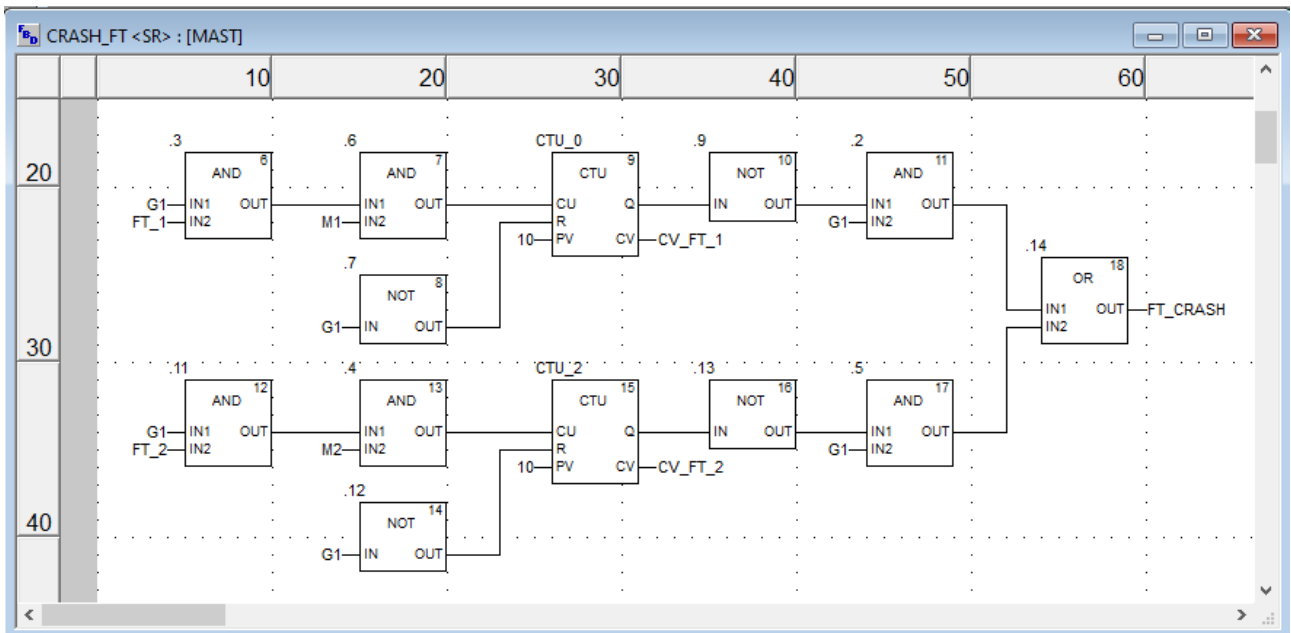 FBD CRASH_FT <SR> : [MAST]
10 20 30 40 50 60
.3 .6 CTU_0 .9 .2
6 7 9 10 11
20 AND AND CTU NOT AND
G1 IN1 OUT IN1 OUT CU Q IN OUT IN1 OUT
FT_1 IN2 M1 IN2 R G1 IN2
10 PV CV CV_FT_1
.14
.7 18
8 OR
NOT
IN1 OUT FT_CRASH
G1 IN OUT IN2
30
.11 .4 CTU_2 .13 .5
12 13 15 16 17
AND AND CTU NOT AND
G1 IN1 OUT IN1 OUT CU Q IN OUT IN1 OUT
FT_2 IN2 M2 IN2 R G1 IN2
10 PV CV CV_FT_2
.12
14
40 NOT
G1 IN OUT